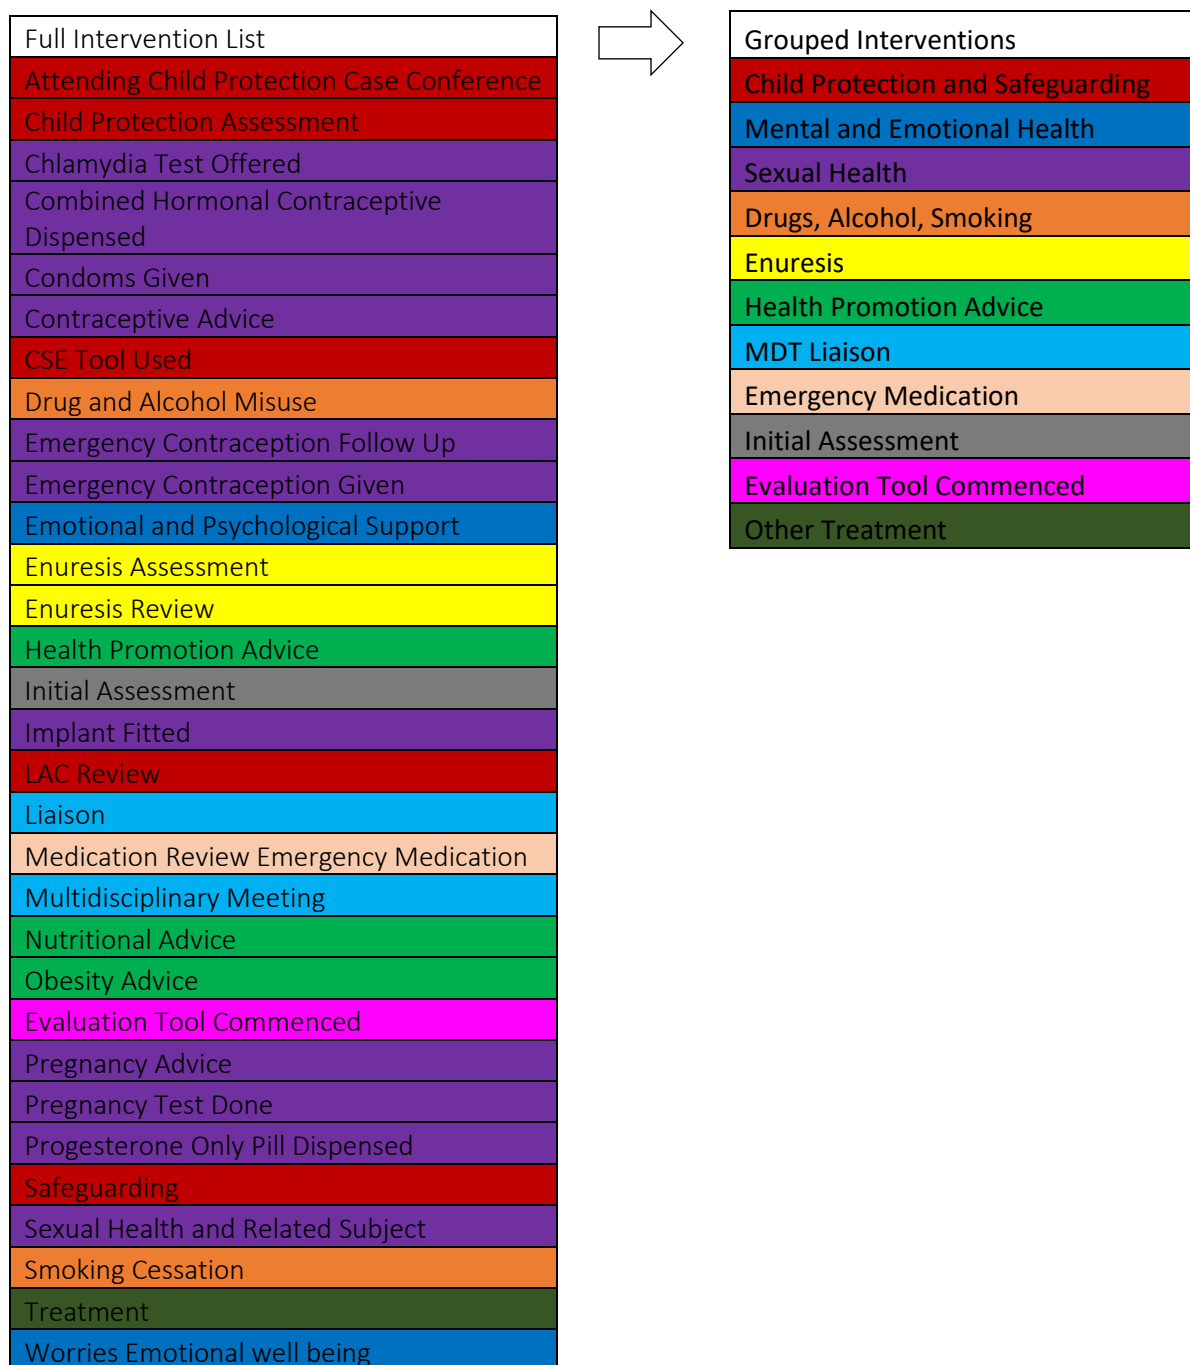 Full Intervention List
Attending Child Protection Case Conference
Child Protection Assessment
Chlamydia Test Offered
Combined Hormonal Contraceptive
Dispensed
Condoms Given
Contraceptive Advice
CSE Tool Used
Drug and Alcohol Misuse
Emergency Contraception Follow Up
Emergency Contraception Given
Emotional and Psychological Support
Enuresis Assessment
Enuresis Review
Health Promotion Advice
Initial Assessment
Implant Fitted
LAC Review
Liaison
Medication Review Emergency Medication
Multidisciplinary Meeting
Nutritional Advice
Obesity Advice
Evaluation Tool Commenced
Pregnancy Advice
Pregnancy Test Done
Progesterone Only Pill Dispensed
Safeguarding
Sexual Health and Related Subject
Smoking Cessation
Treatment
Worries Emotional well being
Grouped Interventions
Child Protection and Safeguarding
Mental and Emotional Health
Sexual Health
Drugs, Alcohol, Smoking
Enuresis
Health Promotion Advice
MDT Liaison
Emergency Medication
Initial Assessment
Evaluation Tool Commenced
Other Treatment